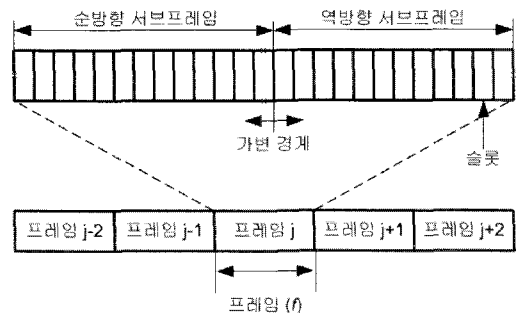 순방향 서브프레임 역방향 서브프레임
가변 경계
슬롯
프레임 j-2 프레임 j-1 프레임 j 프레임 j+1 프레임 j+2
프레임 (f)